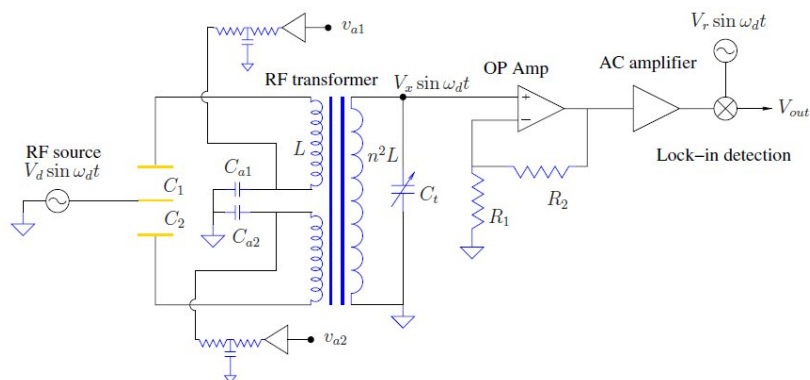 v_{a1}
V_r sin ω_d t
RF transformer
V_x sin ω_d t
OP Amp
AC amplifier
+
−
V_{out}
Lock−in detection
RF source
V_d sin ω_d t
C_1
C_2
C_{a1}
C_{a2}
L
n^2L
C_t
R_1
R_2
v_{a2}